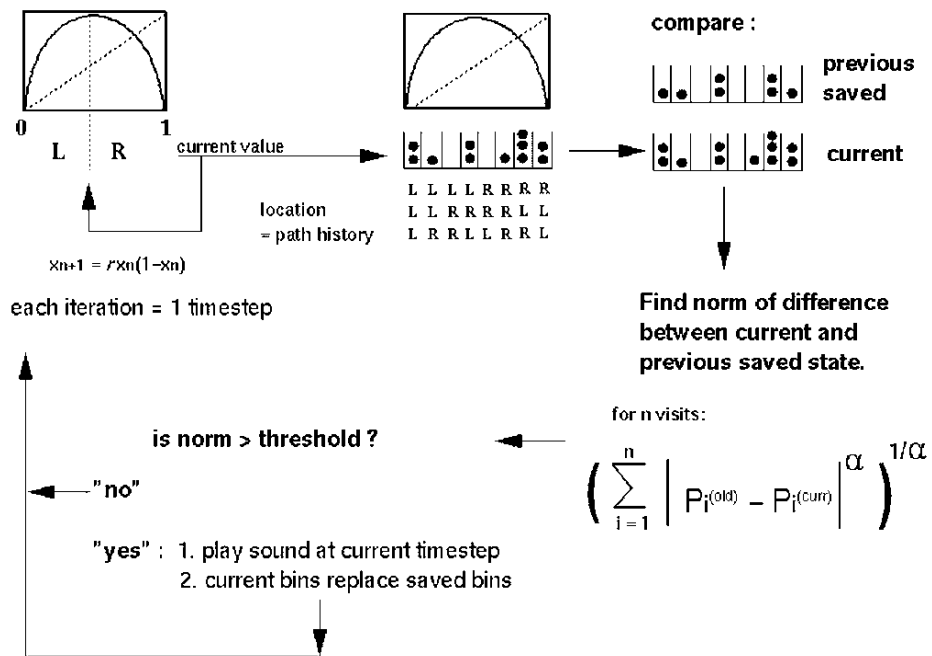 compare :
previous
saved
0 1
L R
current value
current
L L L L R R R R
L L R R R R L L
L R R L L R R L
location
= path history
xn+1 = rxn(1-xn)
each iteration = 1 timestep
Find norm of difference
between current and
previous saved state.
for n visits:
is norm > threshold ?
( n ∑ i = 1 | Pi(old) - Pi(curr) | α ) 1/α
"no"
"yes" : 1. play sound at current timestep
2. current bins replace saved bins